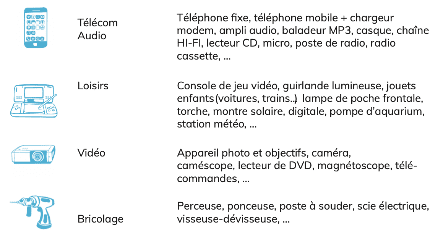 Télécom
Audio
Téléphone fixe, téléphone mobile + chargeur
modem, ampli audio, baladeur MP3, casque, chaîne
HI-FI, lecteur CD, micro, poste de radio, radio
cassette, ...
Loisirs
Console de jeu vidéo, guirlande lumineuse, jouets
enfants(voitures, trains..) lampe de poche frontale,
torche, montre solaire, digitale, pompe d'aquarium,
station météo, ...
Vidéo
Appareil photo et objectifs, caméra,
caméscope, lecteur de DVD, magnétoscope, télé-
commandes, ...
Bricolage
Perceuse, ponceuse, poste à souder, scie électrique,
visseuse-dévisseuse, ...